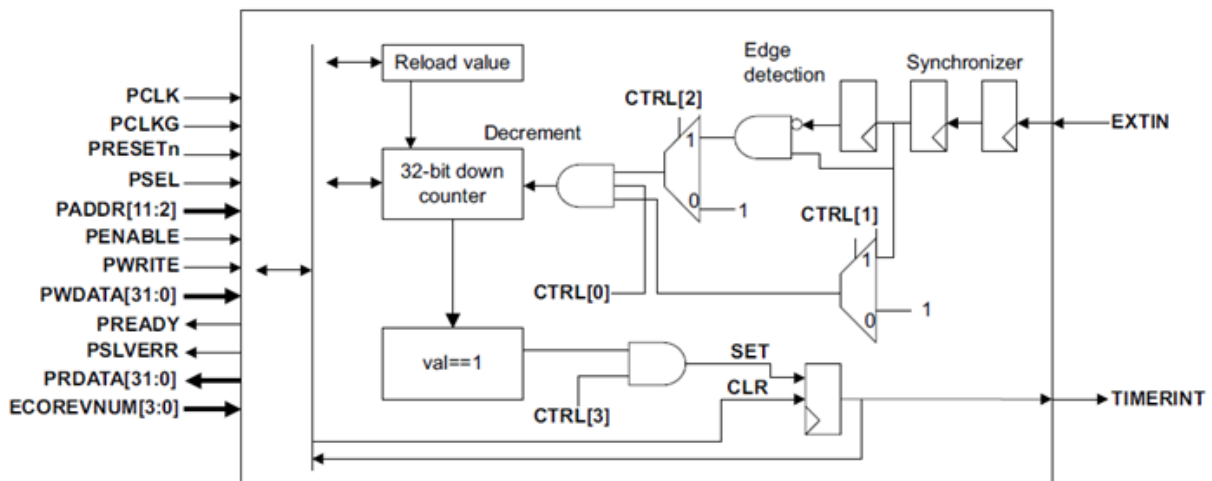 PCLK
PCLKG
PRESETn
PSEL
PADDR[11:2]
PENABLE
PWRITE
PWDATA[31:0]
PREADY
PSLVERR
PRDATA[31:0]
ECOREVNUM[3:0]
Reload value
Decrement
32-bit down
counter
val==1
CTRL[0]
CTRL[3]
CTRL[2]
1
0
1
Edge
detection
Synchronizer
EXTIN
CTRL[1]
1
0
1
SET
CLR
TIMERINT